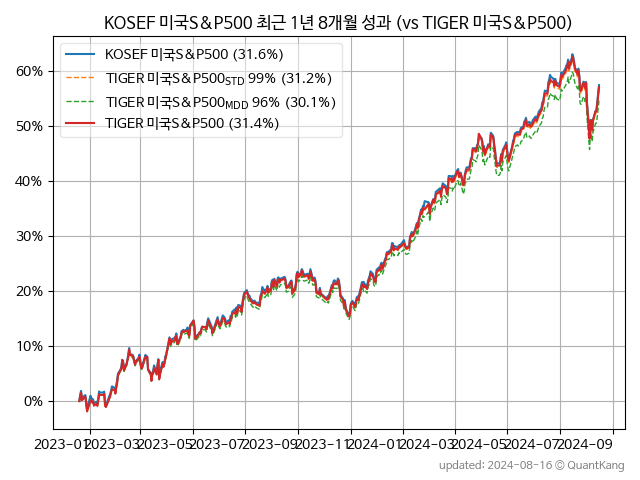 KOSEF 미국S&P500 최근 1년 8개월 성과 (vs TIGER 미국S&P500)
KOSEF 미국S&P500 (31.6%)
TIGER 미국S&P500STD 99% (31.2%)
TIGER 미국S&P500MDD 96% (30.1%)
TIGER 미국S&P500 (31.4%)
60%
50%
40%
30%
20%
10%
0%
2023-01 2023-03 2023-05 2023-07 2023-09 2023-11 2024-01 2024-03 2024-05 2024-07 2024-09
updated: 2024-08-16 © QuantKang